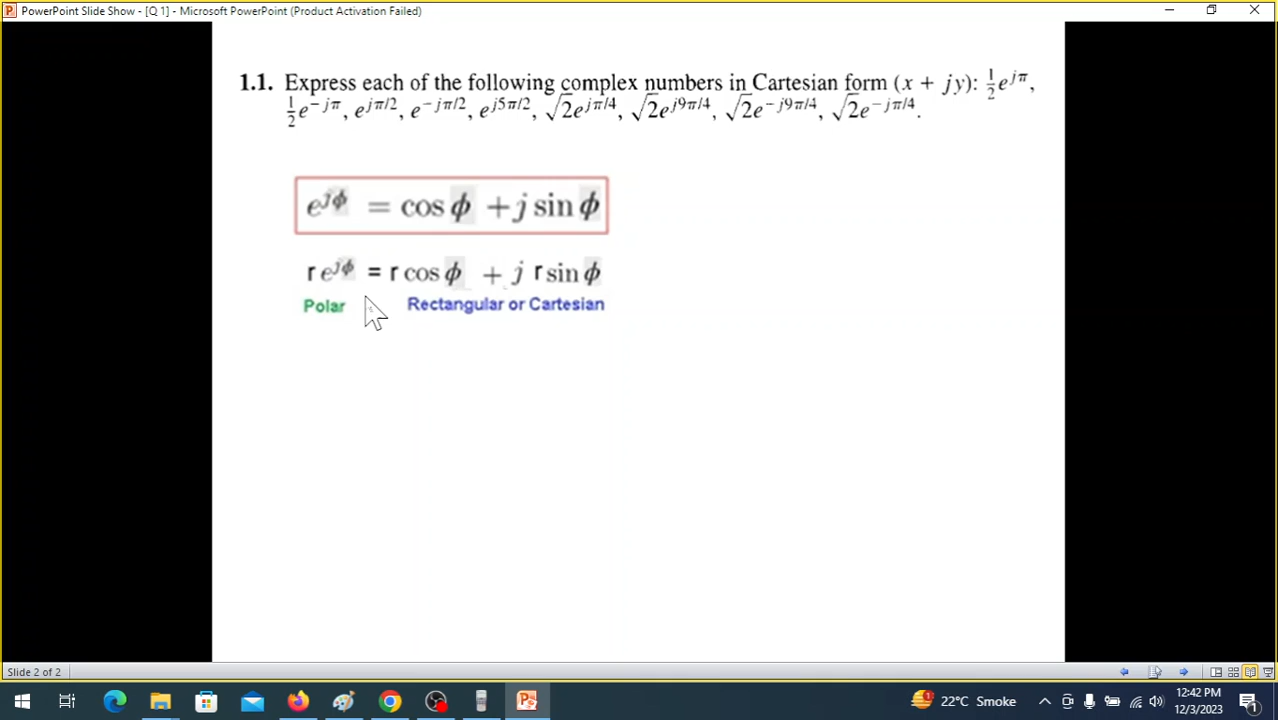 PowerPoint Slide Show - [Q 1] - Microsoft PowerPoint (Product Activation Failed)
1.1. Express each of the following complex numbers in Cartesian form (x + jy): ½e^{jπ},
½e^{−jπ}, e^{jπ/2}, e^{−jπ/2}, e^{j5π/2}, √2e^{jπ/4}, √2e^{j9π/4}, √2e^{−j9π/4}, √2e^{−jπ/4}.
e^{jϕ} = cos ϕ + j sin ϕ
r e^{jϕ} = r cos ϕ + j r sin ϕ
Polar Rectangular or Cartesian
Slide 2 of 2
22°C Smoke
12:42 PM
12/3/2023
1
1